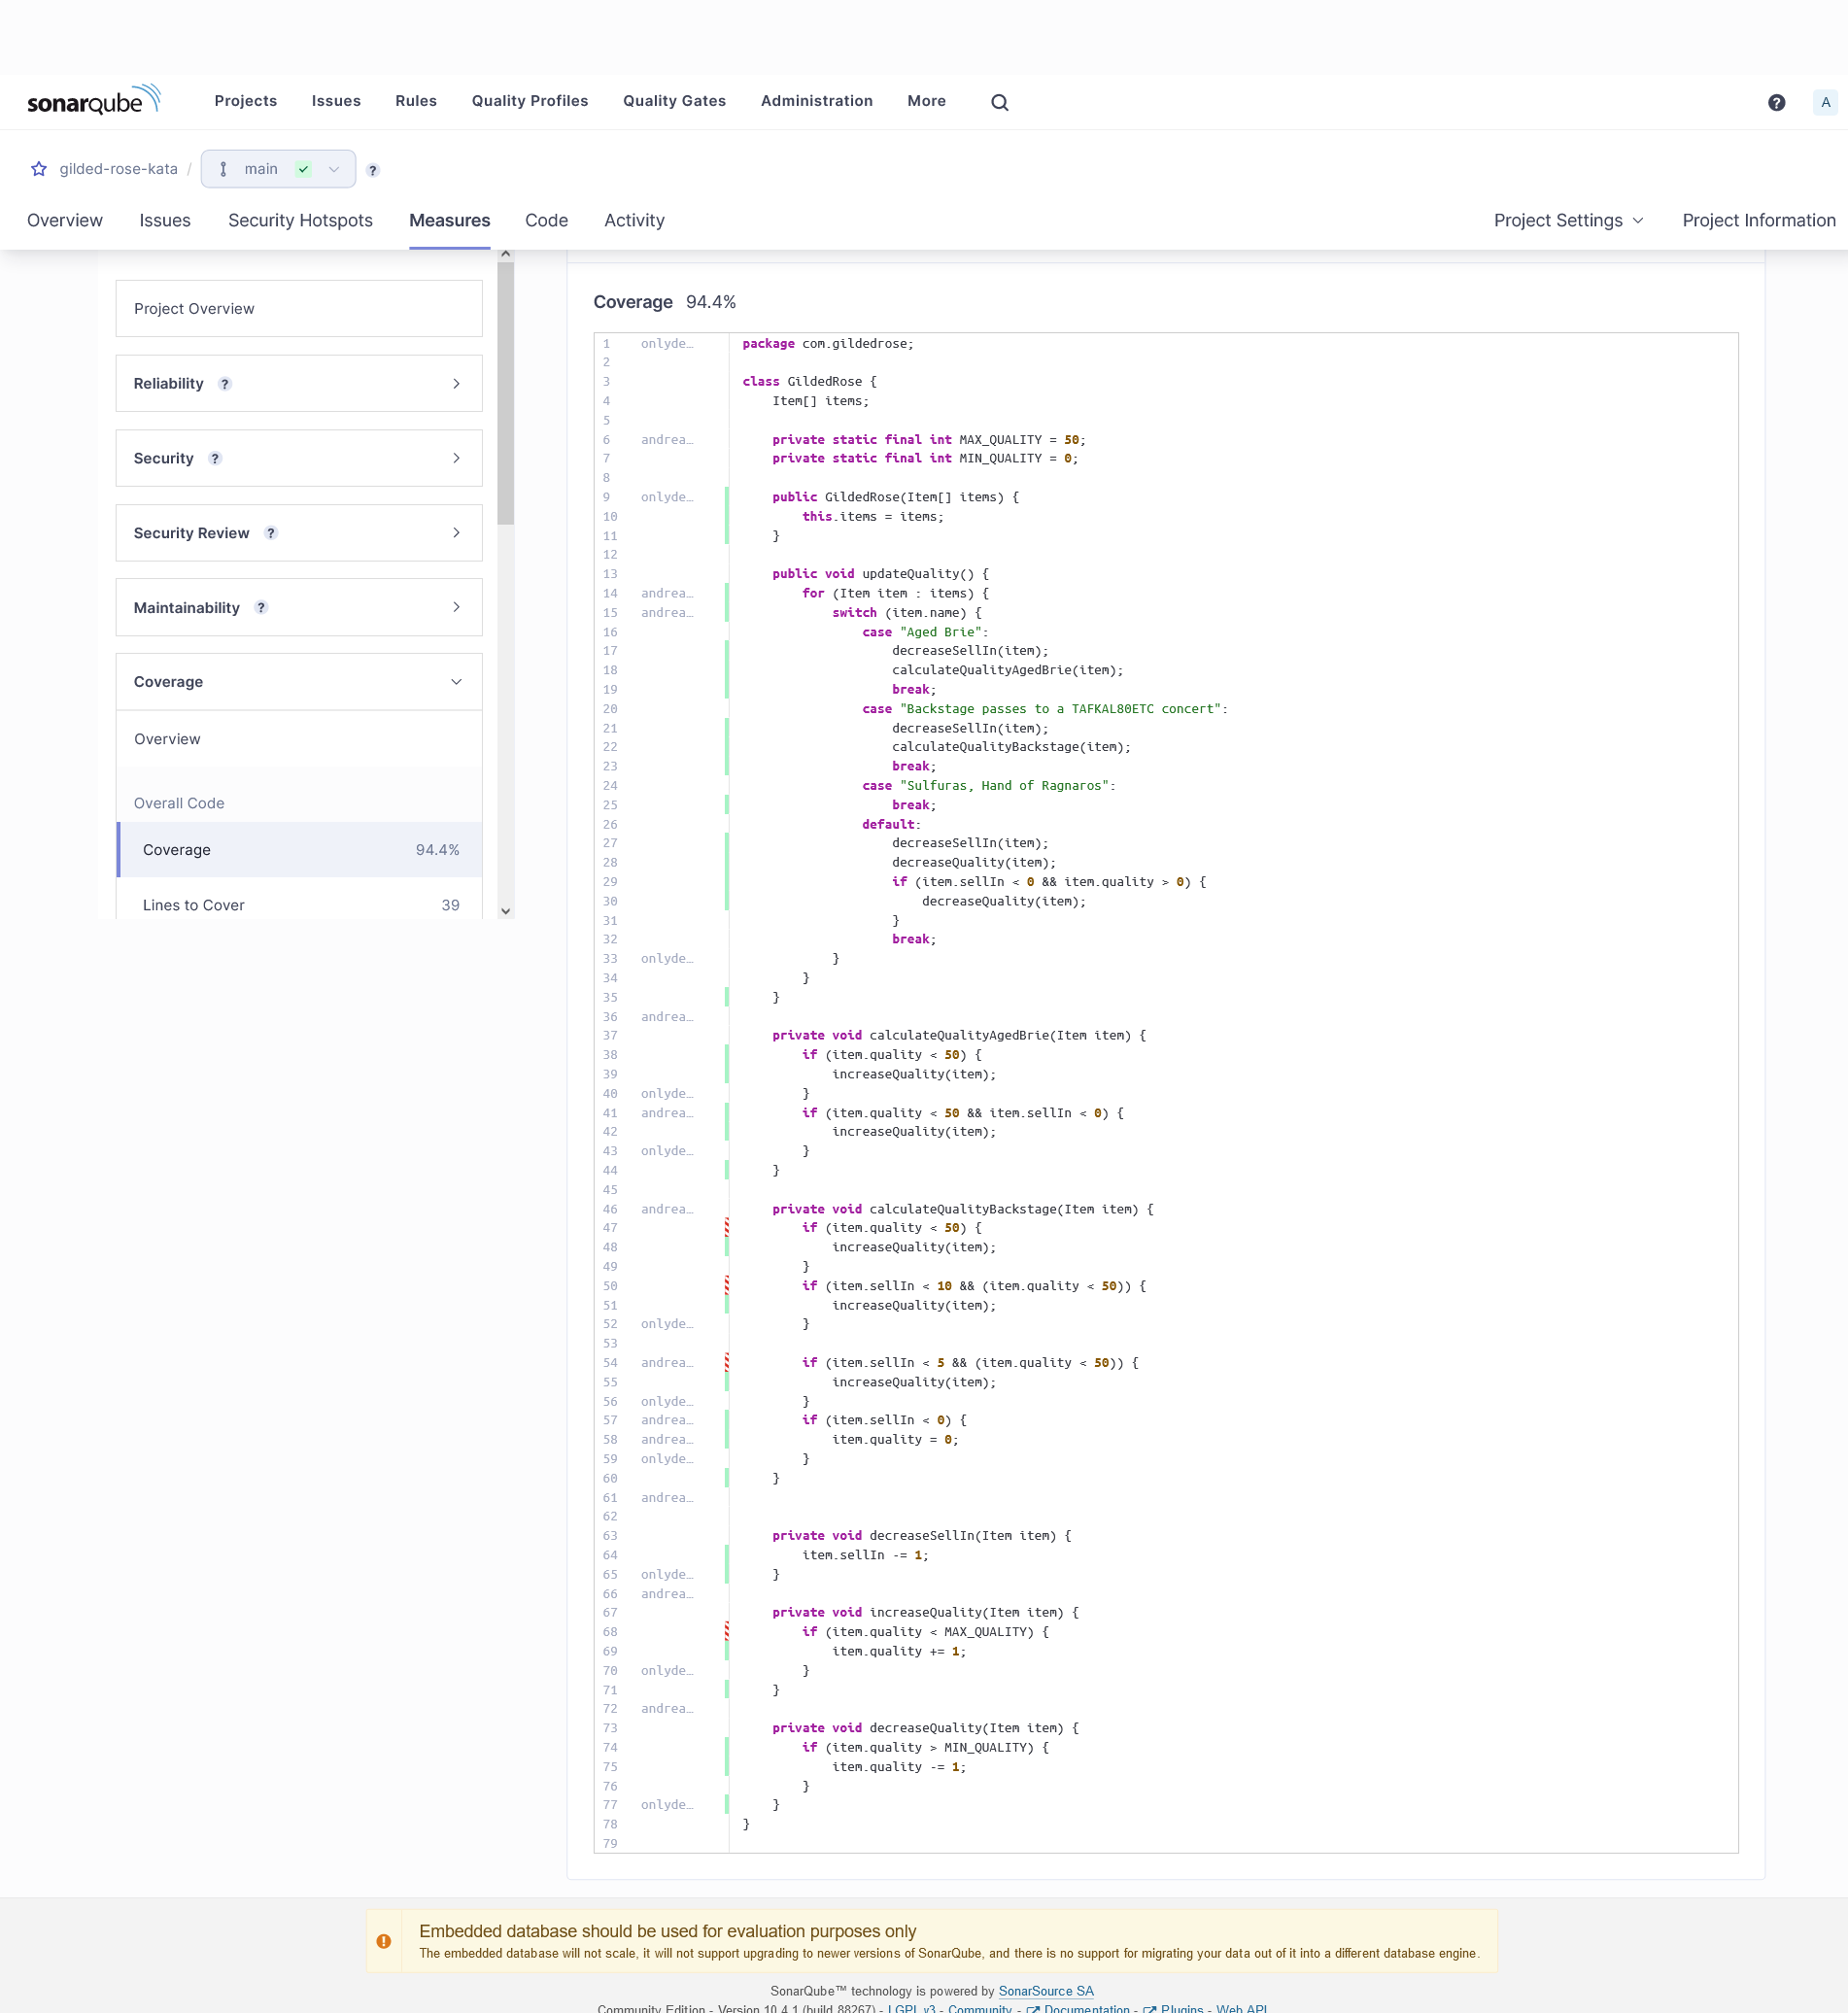 sonarqube Projects Issues Rules Quality Profiles Quality Gates Administration More ? A
gilded-rose-kata / main ?
Overview Issues Security Hotspots Measures Code Activity Project Settings Project Information
Project Overview
Reliability ?
Security ?
Security Review ?
Maintainability ?
Coverage
Overview
Overall Code
Coverage 94.4%
Lines to Cover 39
Coverage 94.4%
1 onlyde… package com.gildedrose;
2
3 class GildedRose {
4 Item[] items;
5
6 andrea… private static final int MAX_QUALITY = 50;
7 private static final int MIN_QUALITY = 0;
8
9 onlyde… public GildedRose(Item[] items) {
10 this.items = items;
11 }
12
13 public void updateQuality() {
14 andrea… for (Item item : items) {
15 andrea… switch (item.name) {
16 case "Aged Brie":
17 decreaseSellIn(item);
18 calculateQualityAgedBrie(item);
19 break;
20 case "Backstage passes to a TAFKAL80ETC concert":
21 decreaseSellIn(item);
22 calculateQualityBackstage(item);
23 break;
24 case "Sulfuras, Hand of Ragnaros":
25 break;
26 default:
27 decreaseSellIn(item);
28 decreaseQuality(item);
29 if (item.sellIn < 0 && item.quality > 0) {
30 decreaseQuality(item);
31 }
32 break;
33 onlyde… }
34 }
35 }
36 andrea…
37 private void calculateQualityAgedBrie(Item item) {
38 if (item.quality < 50) {
39 increaseQuality(item);
40 onlyde… }
41 andrea… if (item.quality < 50 && item.sellIn < 0) {
42 increaseQuality(item);
43 onlyde… }
44 }
45
46 andrea… private void calculateQualityBackstage(Item item) {
47 if (item.quality < 50) {
48 increaseQuality(item);
49 }
50 if (item.sellIn < 10 && (item.quality < 50)) {
51 increaseQuality(item);
52 onlyde… }
53
54 andrea… if (item.sellIn < 5 && (item.quality < 50)) {
55 increaseQuality(item);
56 onlyde… }
57 andrea… if (item.sellIn < 0) {
58 andrea… item.quality = 0;
59 onlyde… }
60 }
61 andrea…
62
63 private void decreaseSellIn(Item item) {
64 item.sellIn -= 1;
65 onlyde… }
66 andrea…
67 private void increaseQuality(Item item) {
68 if (item.quality < MAX_QUALITY) {
69 item.quality += 1;
70 onlyde… }
71 }
72 andrea…
73 private void decreaseQuality(Item item) {
74 if (item.quality > MIN_QUALITY) {
75 item.quality -= 1;
76 }
77 onlyde… }
78 }
79
Embedded database should be used for evaluation purposes only
The embedded database will not scale, it will not support upgrading to newer versions of SonarQube, and there is no support for migrating your data out of it into a different database engine.
SonarQube™ technology is powered by SonarSource SA
Community Edition - Version 10.4.1 (build 88267) - LGPL v3 - Community - Documentation - Plugins - Web API